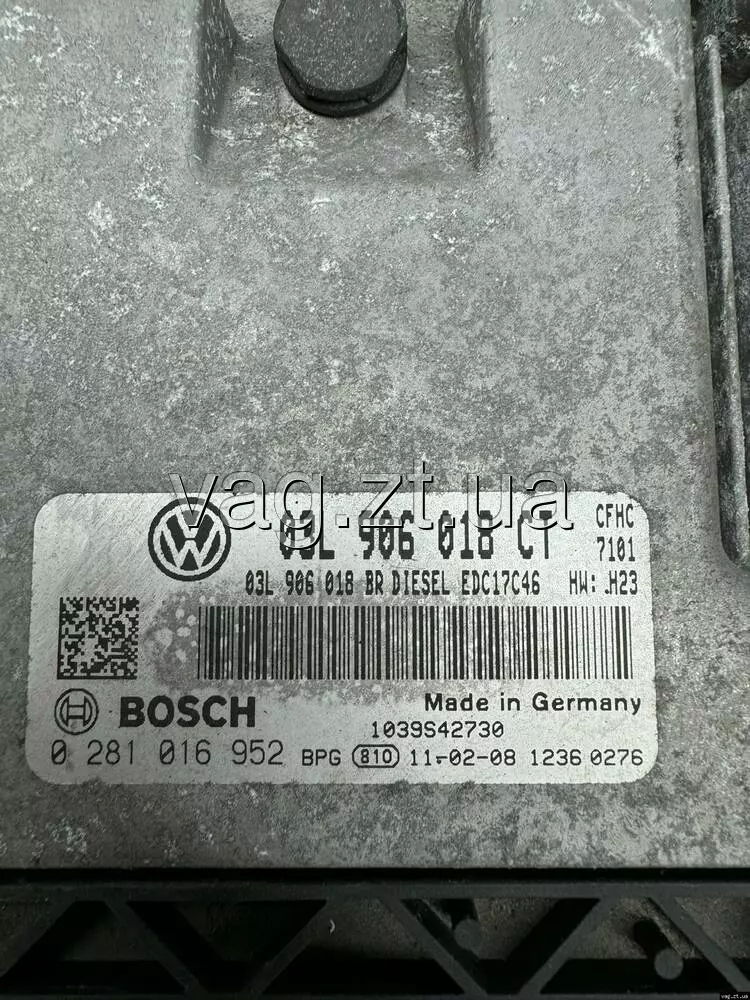 vag.zt.ua
03L 906 018 CT
CFHC
7101
03L 906 018 BR DIESEL EDC17C46 HW: .H23
BOSCH
Made in Germany
1039S42730
0 281 016 952 BPG 810 11-02-08 1236 0276
vag.zt.ua